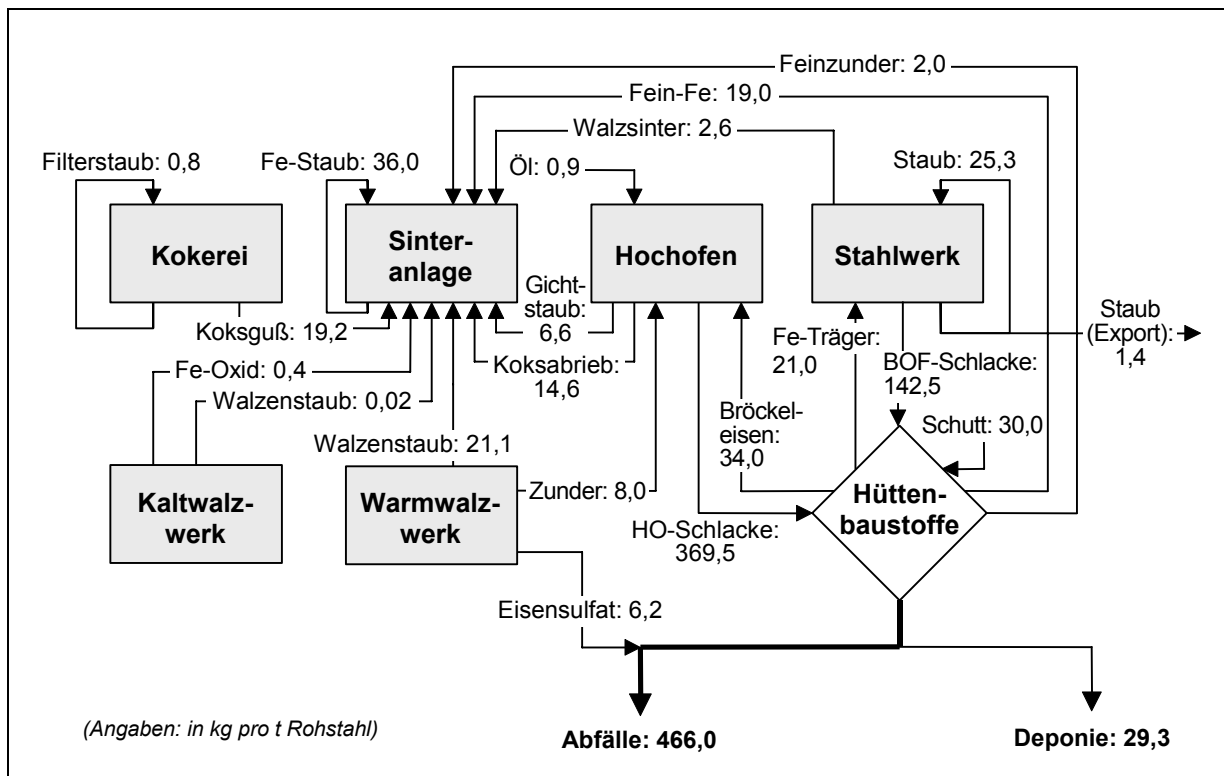 Feinzunder: 2,0
Fein-Fe: 19,0
Walzsinter: 2,6
Filterstaub: 0,8
Fe-Staub: 36,0
Öl: 0,9
Staub: 25,3
Kokerei
Sinter-
anlage
Hochofen
Stahlwerk
Gicht-
staub:
6,6
Koksguß: 19,2
Fe-Träger:
21,0
Staub
(Export):
1,4
Fe-Oxid: 0,4
Koksabrieb:
14,6
BOF-Schlacke:
142,5
Walzenstaub: 0,02
Bröckel-
eisen:
34,0
Schutt: 30,0
Walzenstaub: 21,1
Kaltwalz-
werk
Warmwalz-
werk
Zunder: 8,0
Hütten-
baustoffe
HO-Schlacke:
369,5
Eisensulfat: 6,2
(Angaben: in kg pro t Rohstahl)
Abfälle: 466,0
Deponie: 29,3